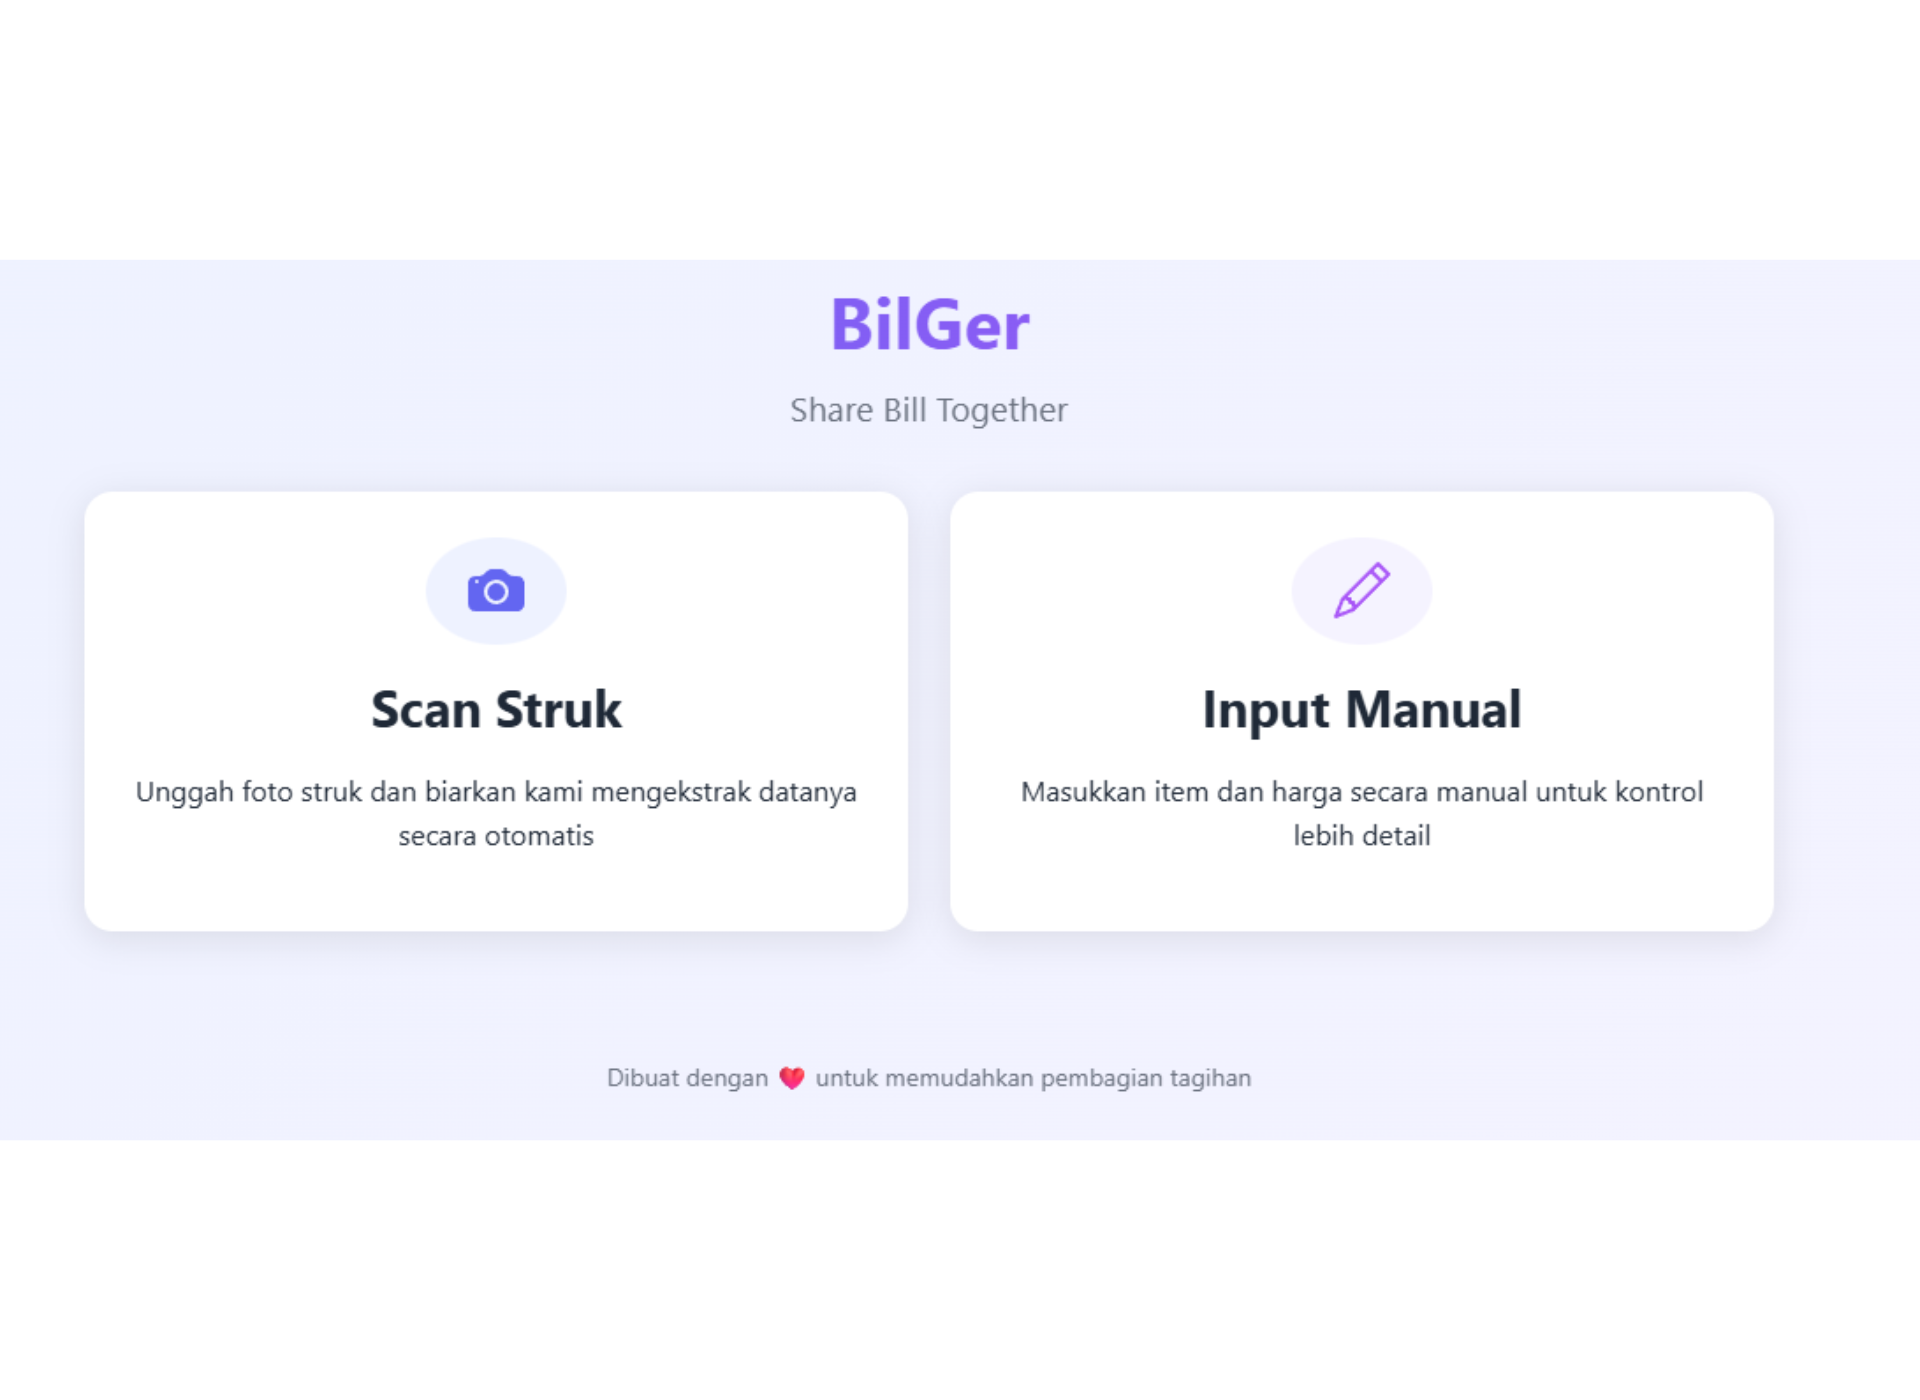 BilGer
Share Bill Together
Scan Struk
Unggah foto struk dan biarkan kami mengekstrak datanya
secara otomatis
Input Manual
Masukkan item dan harga secara manual untuk kontrol
lebih detail
Dibuat dengan ❤️ untuk memudahkan pembagian tagihan